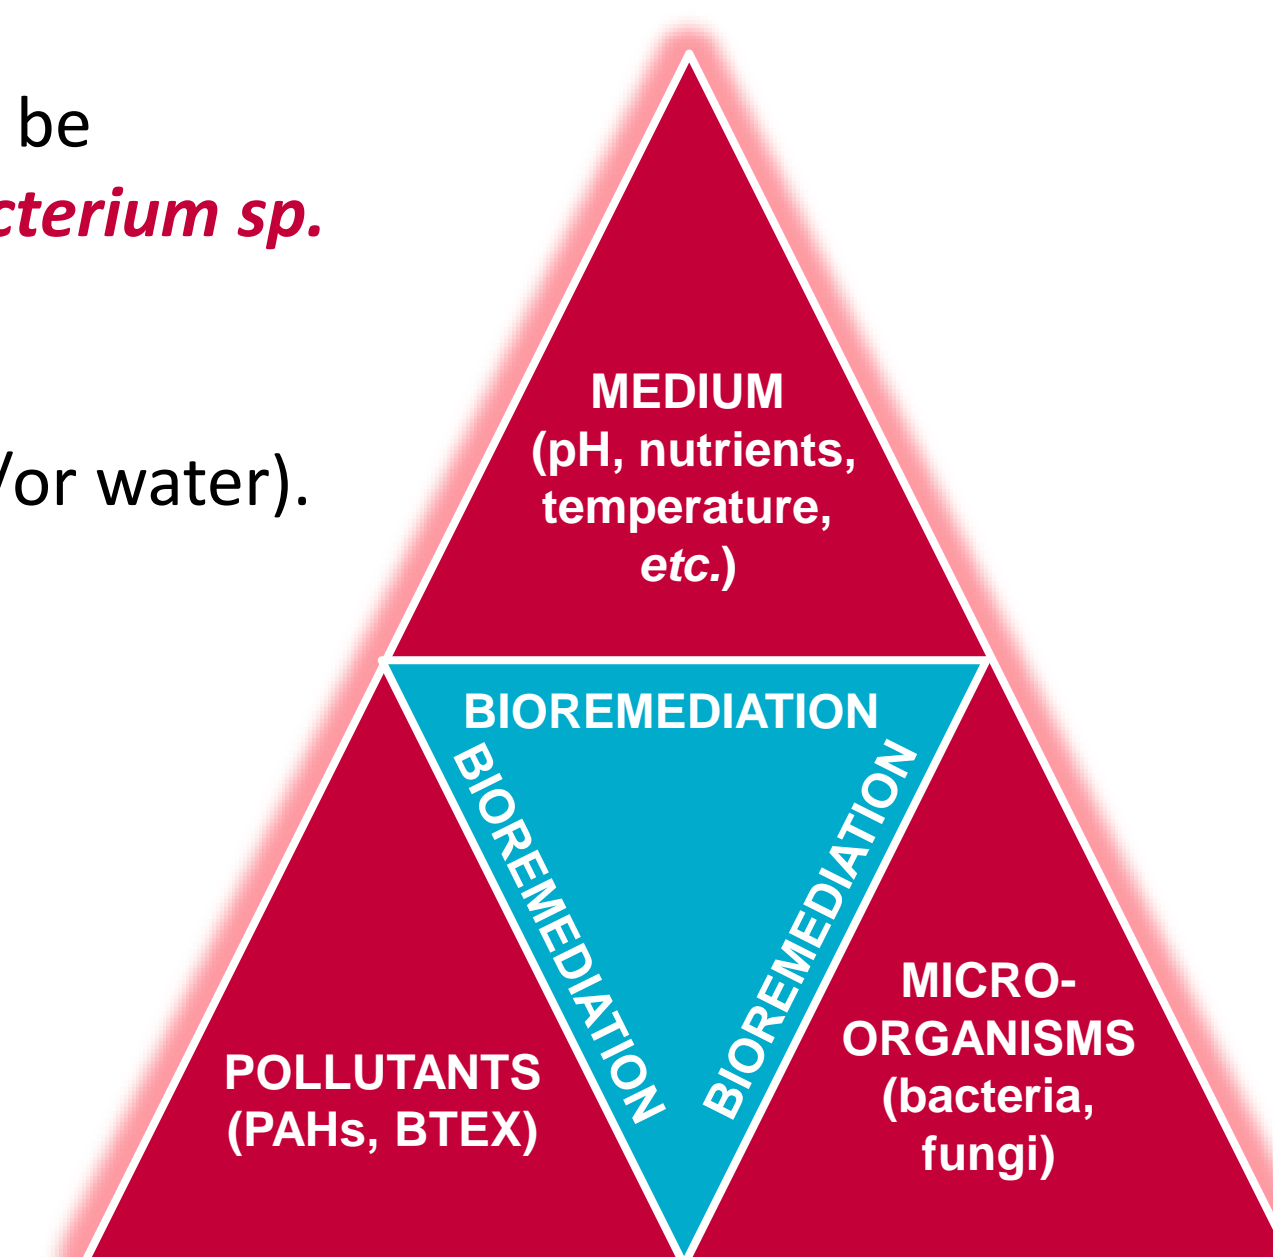 be
cterium sp.
/or water).
MEDIUM
(pH, nutrients,
temperature,
etc.)
BIOREMEDIATION
BIOREMEDIATION
BIOREMEDIATION
POLLUTANTS
(PAHs, BTEX)
MICRO-
ORGANISMS
(bacteria,
fungi)